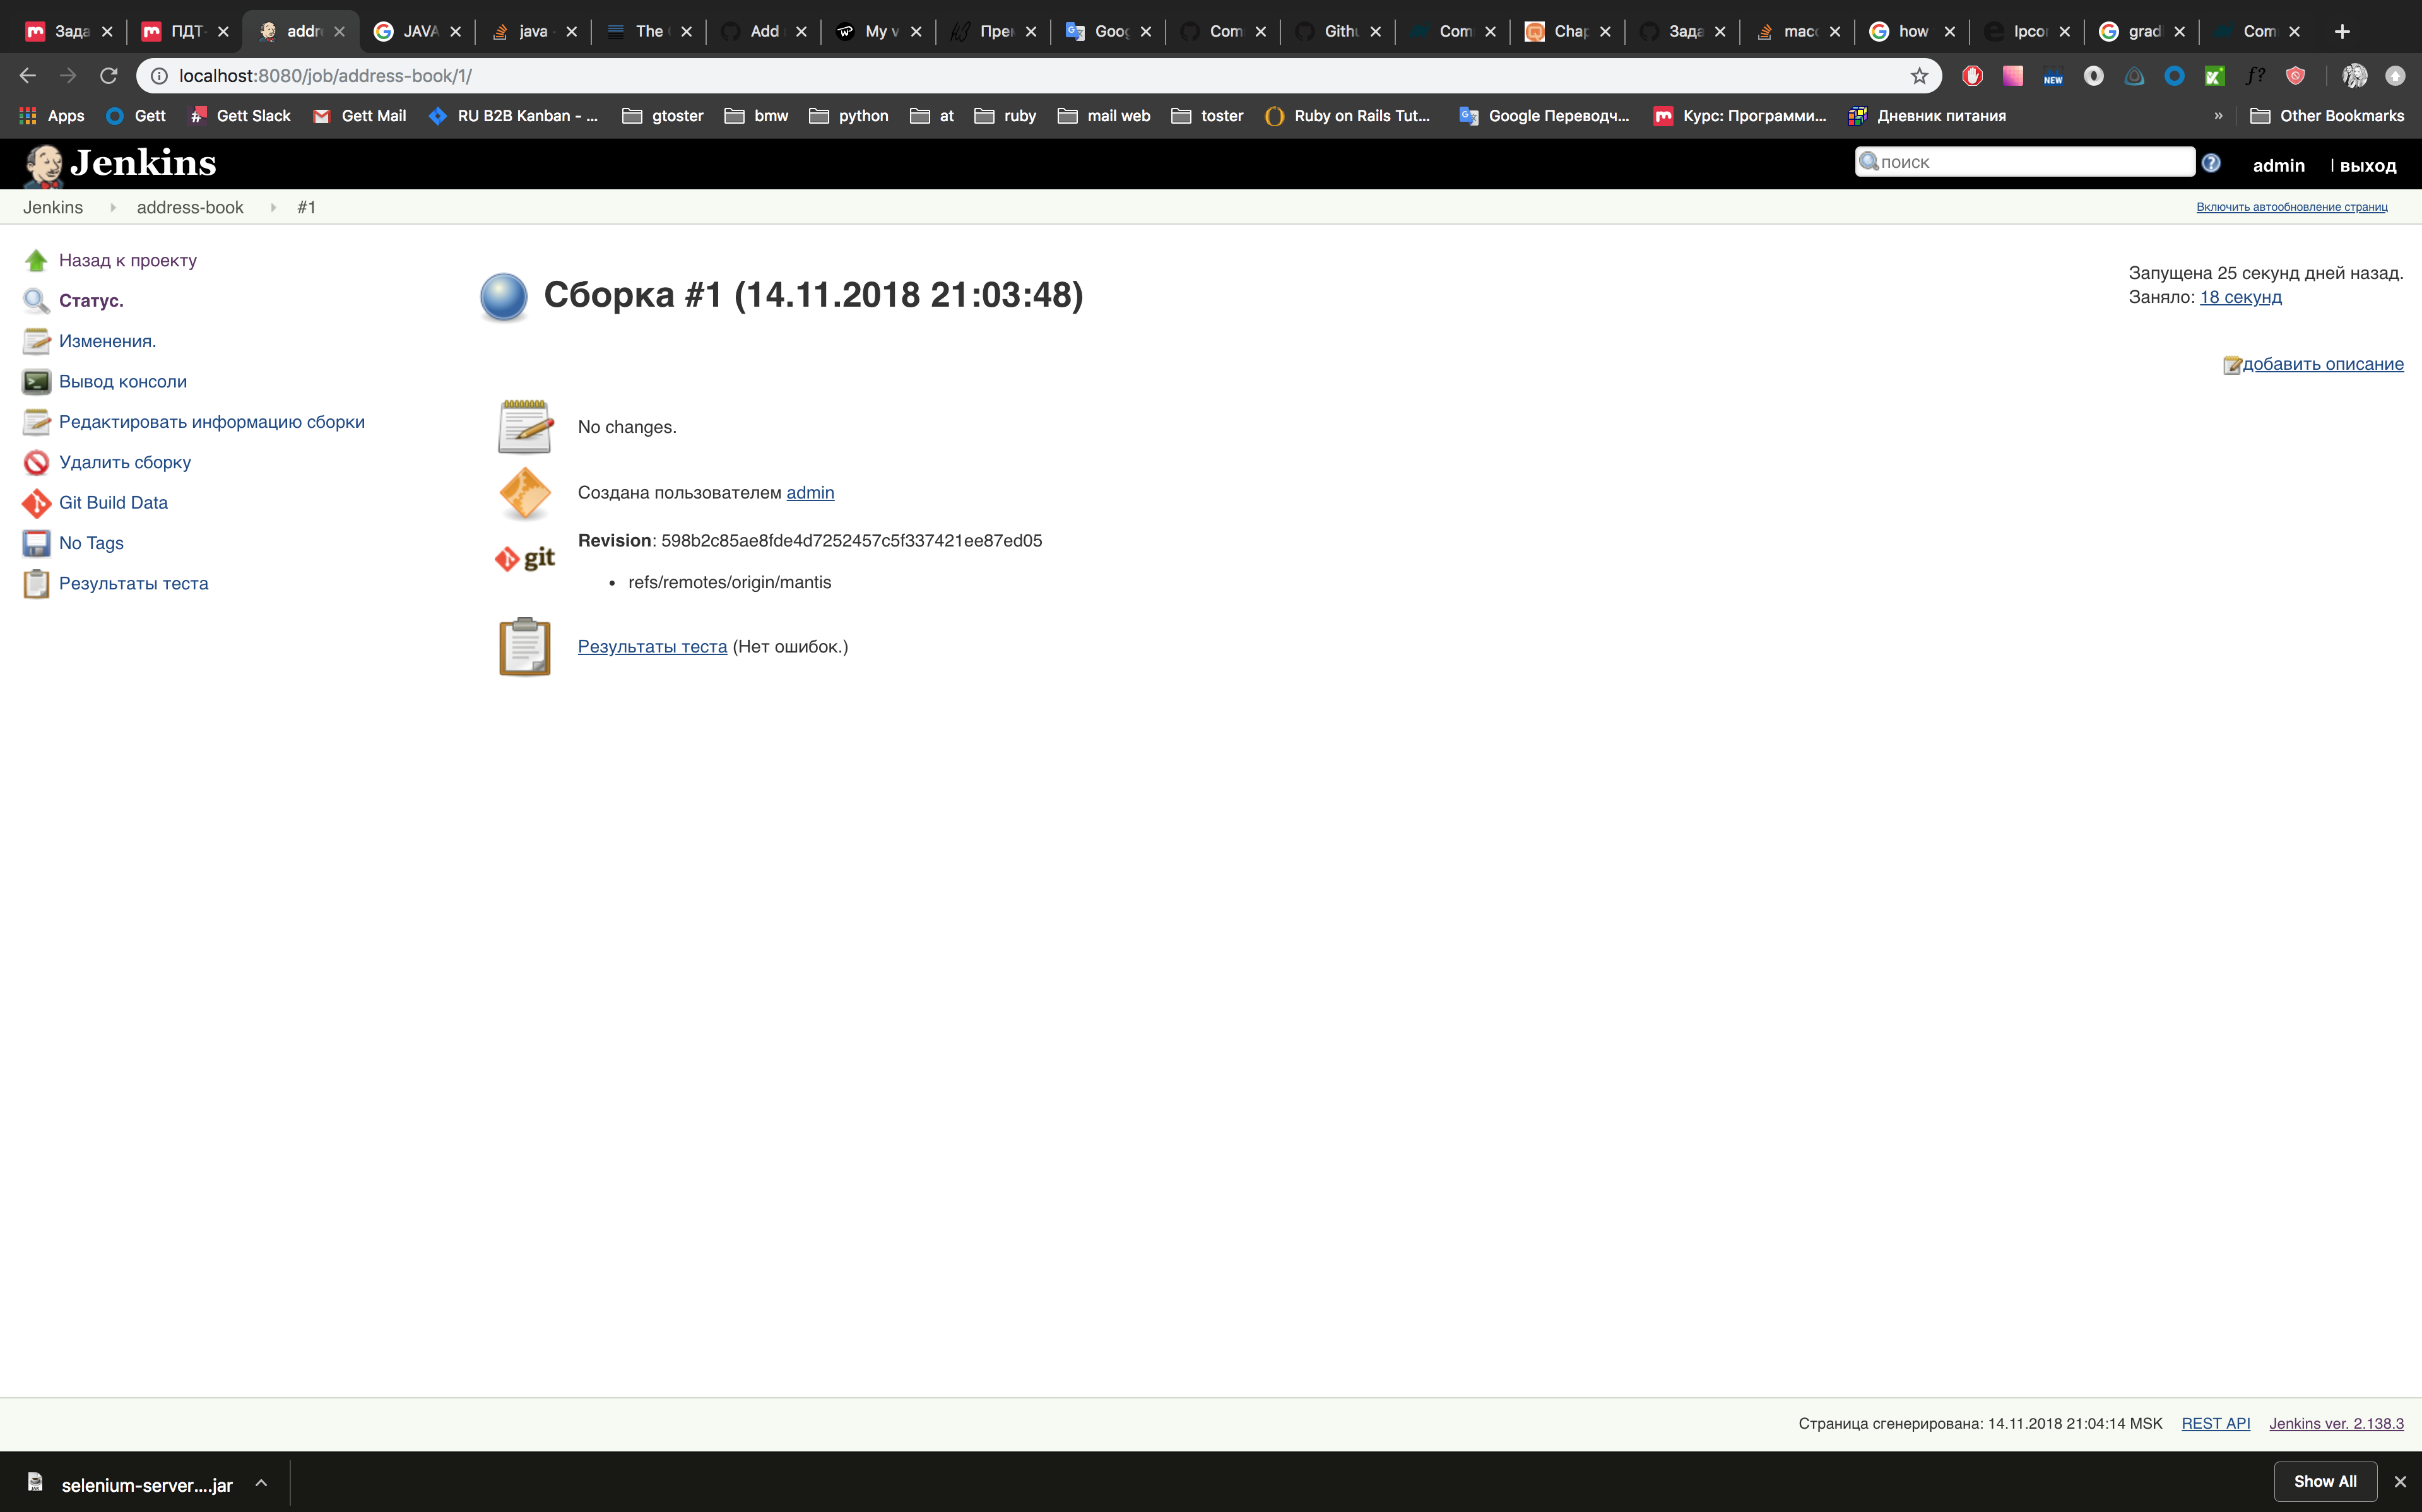 Зада
ПДТ-
addr
JAVA
java
The
Add
My v
Прем
Goog
Com
Githu
Com
Chap
Зада
macо
how
Ipcon
gradl
Com
localhost:8080/job/address-book/1/
NEW
f?
Apps
Gett
Gett Slack
Gett Mail
RU B2B Kanban - ...
gtoster
bmw
python
at
ruby
mail web
toster
Ruby on Rails Tut...
Google Переводч...
Курс: Программи...
Дневник питания
»
Other Bookmarks
Jenkins
поиск
admin
| выход
Jenkins
address-book
#1
Включить автообновление страниц
Назад к проекту
Статус.
Изменения.
Вывод консоли
Редактировать информацию сборки
Удалить сборку
Git Build Data
No Tags
Результаты теста
Сборка #1 (14.11.2018 21:03:48)
Запущена 25 секунд дней назад.
Заняло: 18 секунд
добавить описание
No changes.
Создана пользователем admin
git
Revision: 598b2c85ae8fde4d7252457c5f337421ee87ed05
• refs/remotes/origin/mantis
Результаты теста (Нет ошибок.)
Страница сгенерирована: 14.11.2018 21:04:14 MSK
REST API
Jenkins ver. 2.138.3
selenium-server....jar
Show All